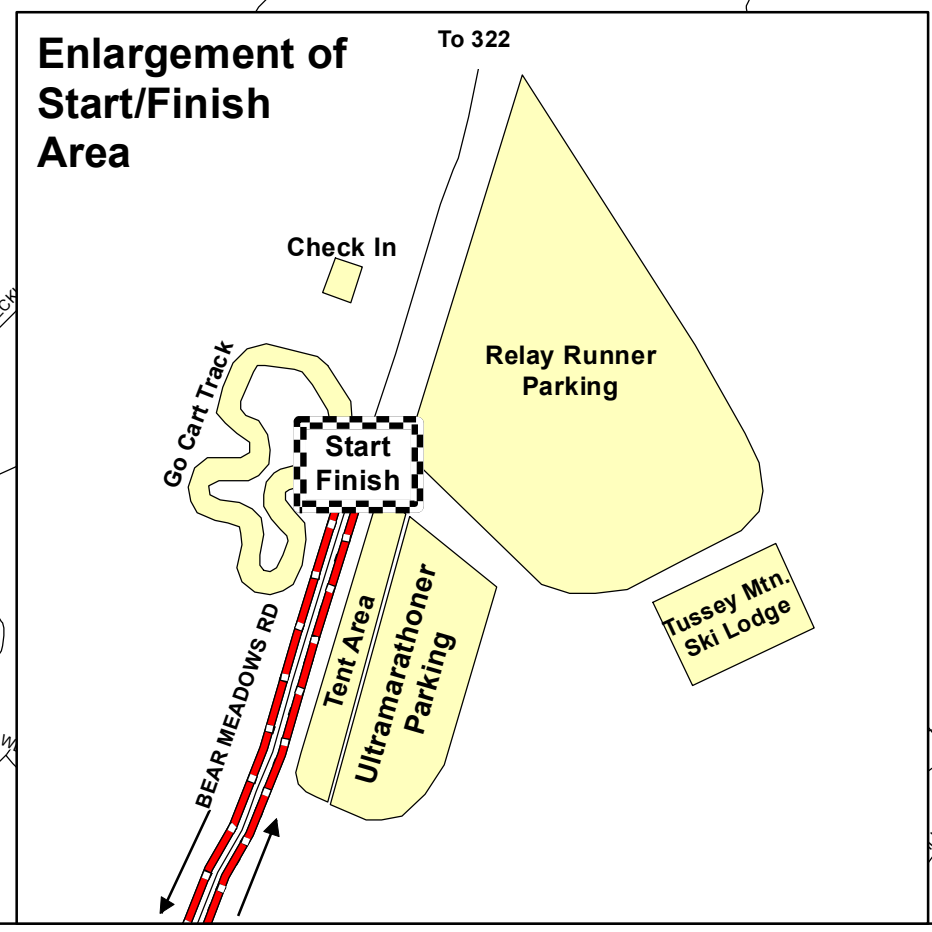 Enlargement of
Start/Finish
Area
To 322
Check In
Relay Runner
Parking
Go Cart Track
Start
Finish
Tussey Mtn.
Ski Lodge
Tent Area
Ultramarathoner
Parking
BEAR MEADOWS RD